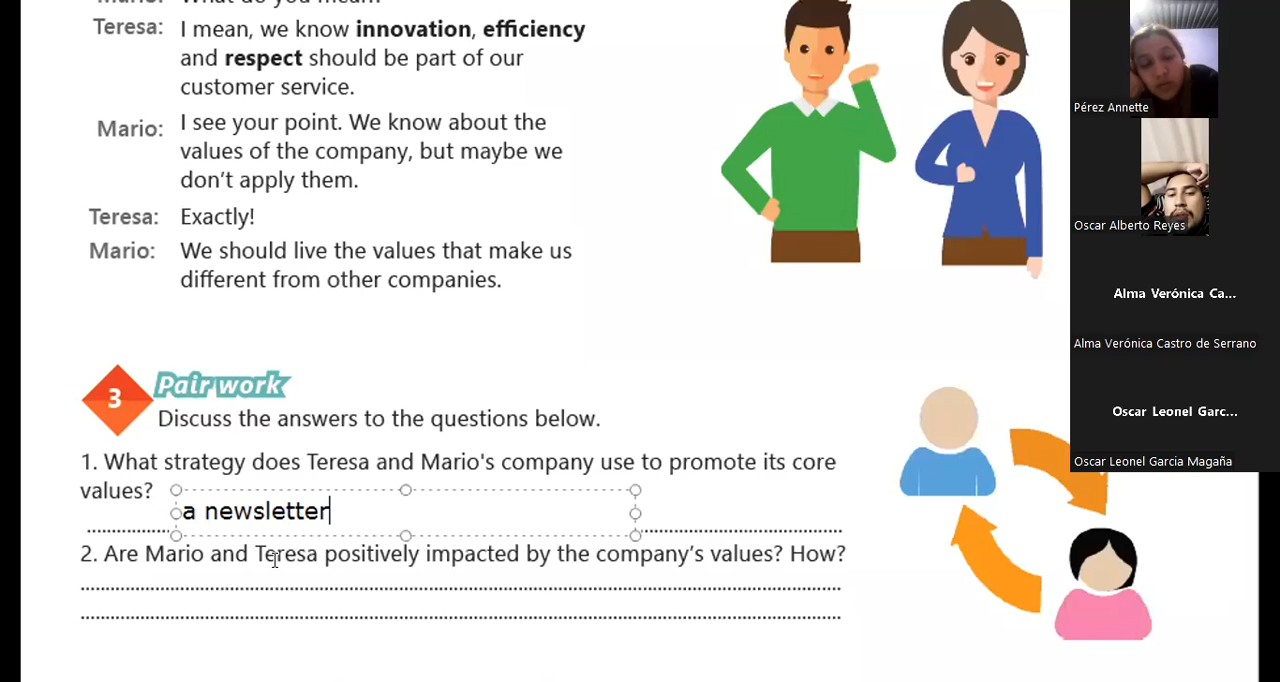 Teresa: I mean, we know innovation, efficiency
and respect should be part of our
customer service.
Mario: I see your point. We know about the
values of the company, but maybe we
don't apply them.
Teresa: Exactly!
Mario: We should live the values that make us
different from other companies.
3 Pair work
Discuss the answers to the questions below.
1. What strategy does Teresa and Mario's company use to promote its core
values?
a newsletter
2. Are Mario and Teresa positively impacted by the company's values? How?
Pérez Annette
Oscar Alberto Reyes
Alma Verónica Ca...
Alma Verónica Castro de Serrano
Oscar Leonel Garc...
Oscar Leonel Garcia Magaña